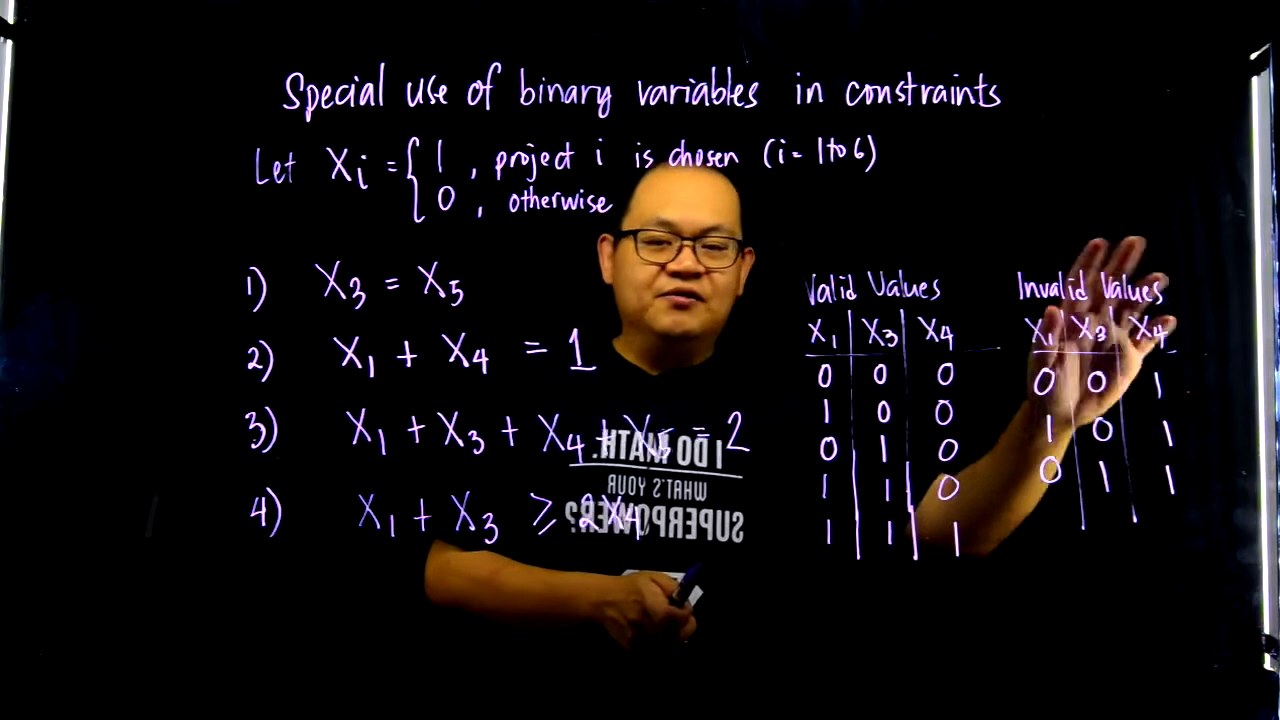 Special use of binary variables in constraints
Let Xi = { 1 , project i is chosen (i = 1 to 6)
0 , otherwise
1) X3 = X5
2) X1 + X4 = 1
3) X1 + X3 + X4 + X5 = 2
4) X1 + X3 ≥ 2X4
I DO MATH.
WHAT'S YOUR
SUPERPOWER?
Valid Values
X1 X3 X4
0 0 0
1 0 0
0 1 0
1 1 0
1 1 1
Invalid Values
X1 X3 X4
0 0 1
1 0 1
0 1 1